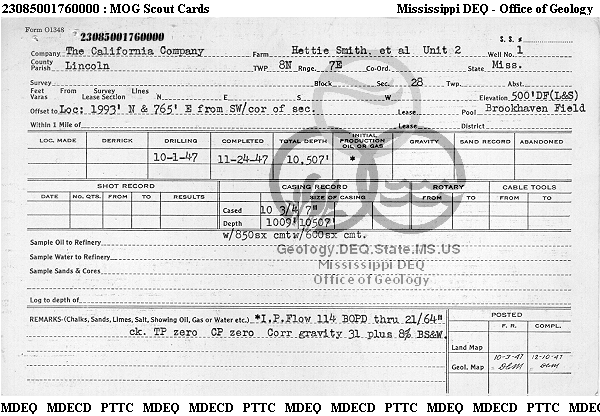 23085001760000 : MOG Scout Cards Mississippi DEQ - Office of Geology
Form O1348
23085001760000
S. S. #
Company The California Company Farm Hettie Smith, et al Unit 2 Well No. 1
County Parish Lincoln TWP 8N Rnge. 7E Co-Ord. State Miss.
Survey Block Sec. 28 Twp. Abst.
Feet From Survey Lines
Varas Lease Section N E S W Elevation 500'DF(L&S)
Offset to Loc: 1993' N & 765' E from SW/cor of sec. Lease Pool Brookhaven Field
Within 1 Mile of Lease District
LOC. MADE DERRICK DRILLING COMPLETED TOTAL DEPTH INITIAL PRODUCTION OIL OR GAS GRAVITY SAND RECORD ABANDONED
10-1-47 11-24-47 10,507' *
SHOT RECORD CASING RECORD ROTARY CABLE TOOLS
DATE NO. QTS. FROM TO RESULTS SIZE OF CASING FROM TO FROM TO
Cased 10 3/4 7"
Depth 1009' 10507'
w/850sx cmt w/600sx cmt.
Sample Oil to Refinery
Geology.DEQ.State.MS.US
Sample Water to Refinery
Mississippi DEQ
Sample Sands & Cores
Office of Geology
Log to depth of
REMARKS-(Chalks, Sands, Limes, Salt, Showing Oil, Gas or Water etc.) *I.P.Flow 114 BOPD thru 21/64"
ck. TP zero CP zero Corr gravity 31 plus 8% BS&W.
POSTED
F. R. COMPL.
Land Map
Geol. Map 10-3-47 12-10-47
MDEQ MDECD PTTC MDEQ MDECD PTTC MDEQ MDECD PTTC MDEQ MDECD PTTC MDEQ